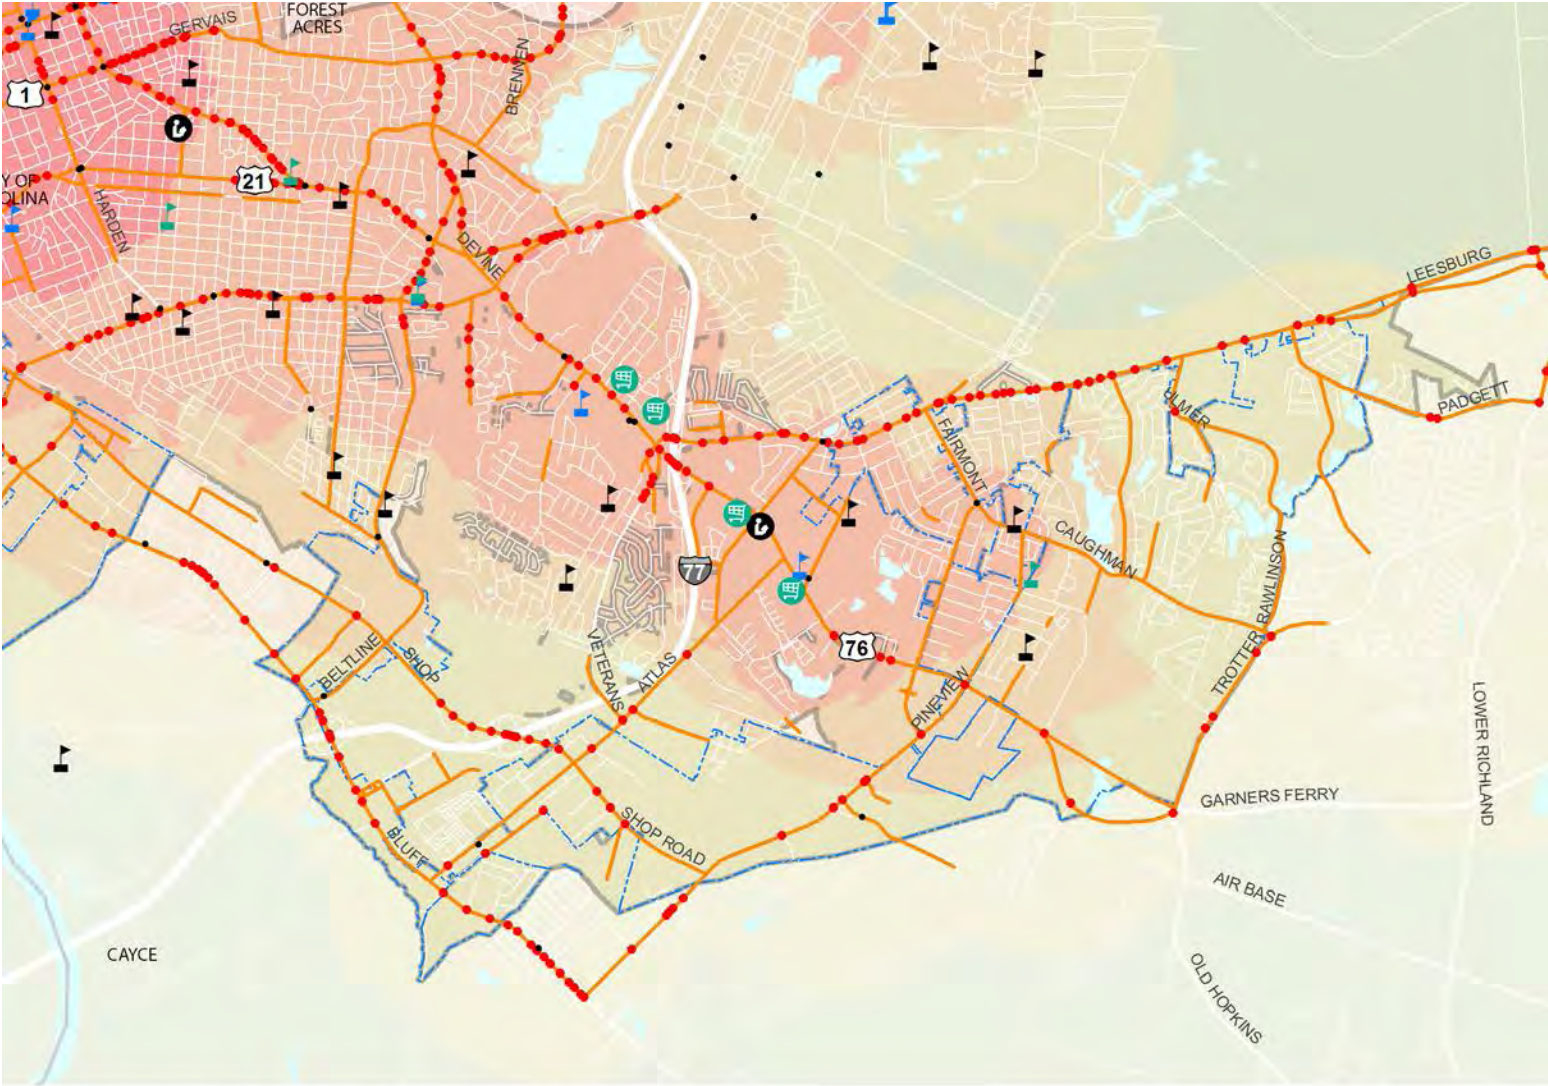 FOREST
ACRES
GERVAIS
BRENNEN
1
21
Y OF
OLINA
HARDEN
DEVINE
LEESBURG
PADGETT
ULMER
FAIRMONT
CAUGHMAN
77
TROTTER
RAWLINSON
76
BELTLINE
SHOP
VETERANS
ATLAS
PINEVIEW
LOWER RICHLAND
GARNERS FERRY
SHOP ROAD
BLUFF
AIR BASE
CAYCE
OLD HOPKINS